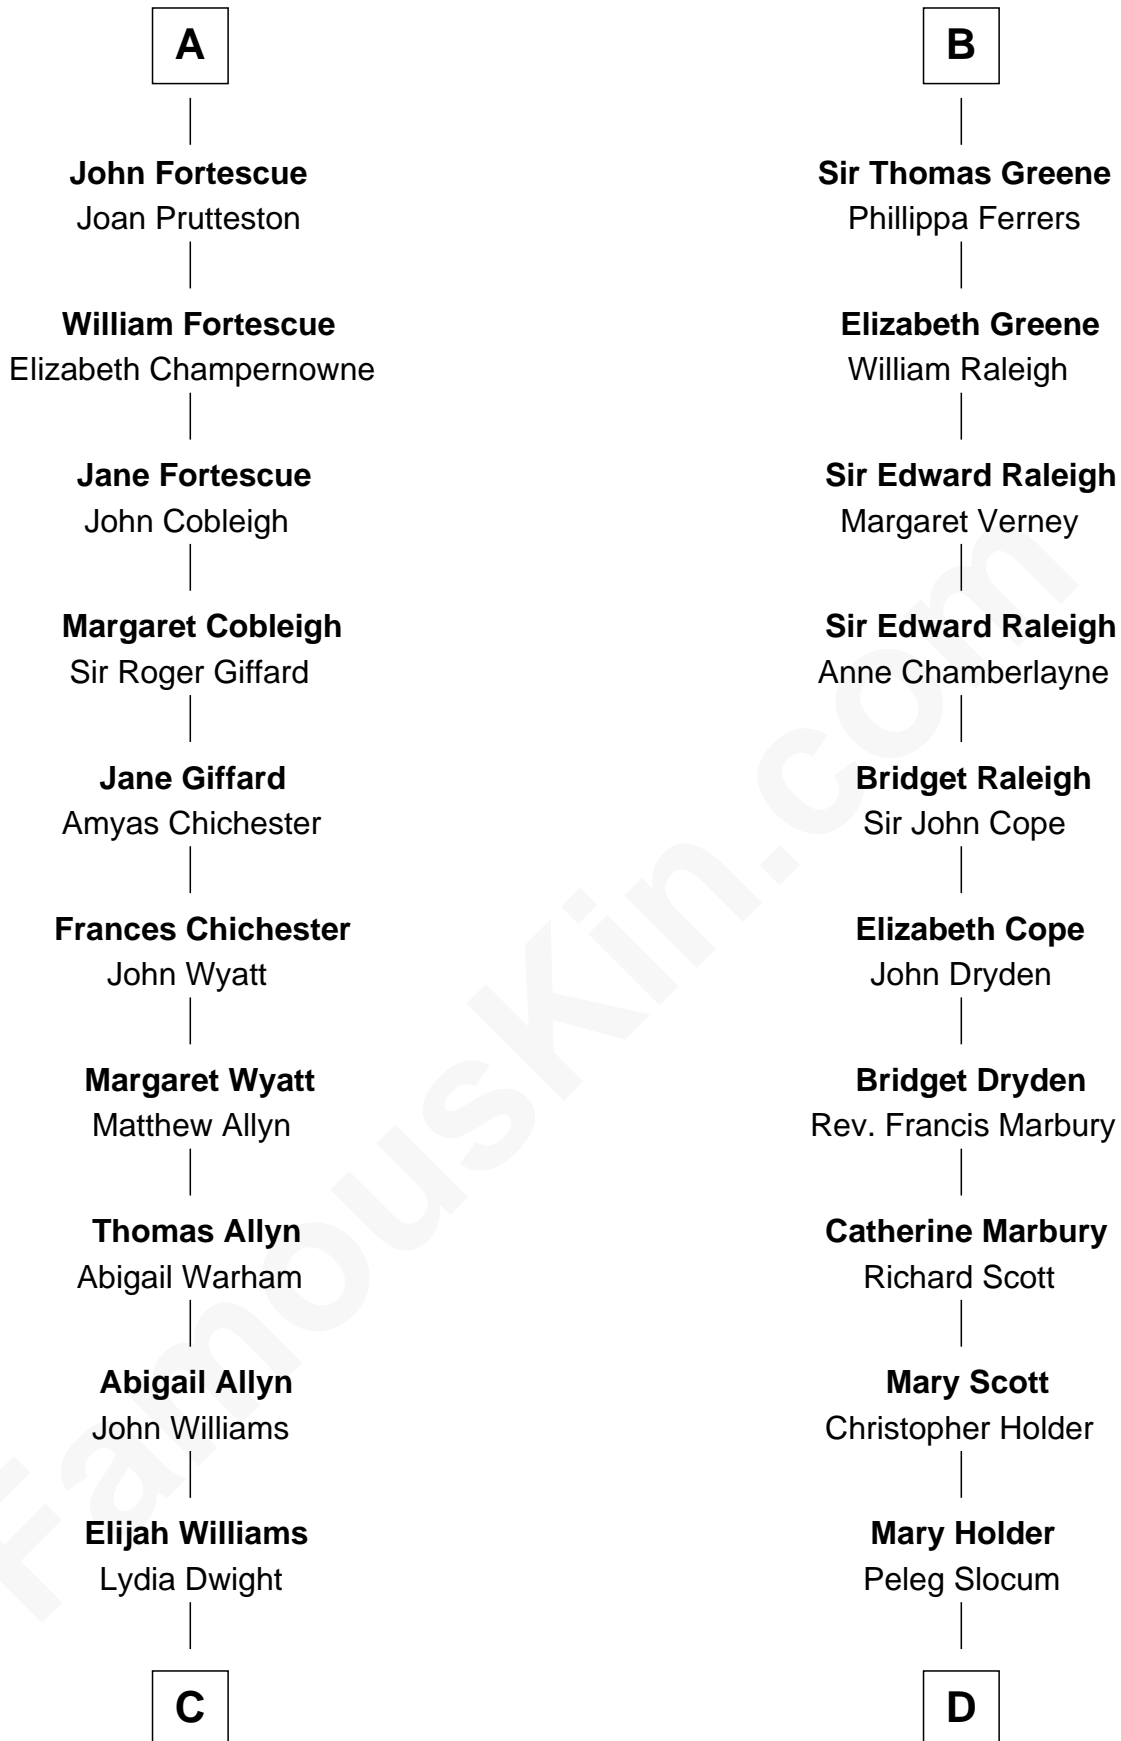 A
John Fortescue
Joan Prutteston
William Fortescue
Elizabeth Champernowne
Jane Fortescue
John Cobleigh
Margaret Cobleigh
Sir Roger Giffard
Jane Giffard
Amyas Chichester
Frances Chichester
John Wyatt
Margaret Wyatt
Matthew Allyn
Thomas Allyn
Abigail Warham
Abigail Allyn
John Williams
Elijah Williams
Lydia Dwight
C
B
Sir Thomas Greene
Phillippa Ferrers
Elizabeth Greene
William Raleigh
Sir Edward Raleigh
Margaret Verney
Sir Edward Raleigh
Anne Chamberlayne
Bridget Raleigh
Sir John Cope
Elizabeth Cope
John Dryden
Bridget Dryden
Rev. Francis Marbury
Catherine Marbury
Richard Scott
Mary Scott
Christopher Holder
Mary Holder
Peleg Slocum
D
FamousKin.com